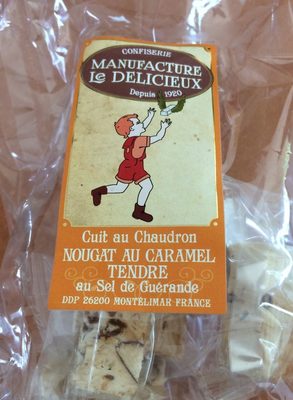 CONFISERIE
MANUFACTURE
Le DELICIEUX
Depuis 1920
Cuit au Chaudron
NOUGAT AU CARAMEL
TENDRE
au Sel de Guérande
DDP 26200 MONTÉLIMAR FRANCE